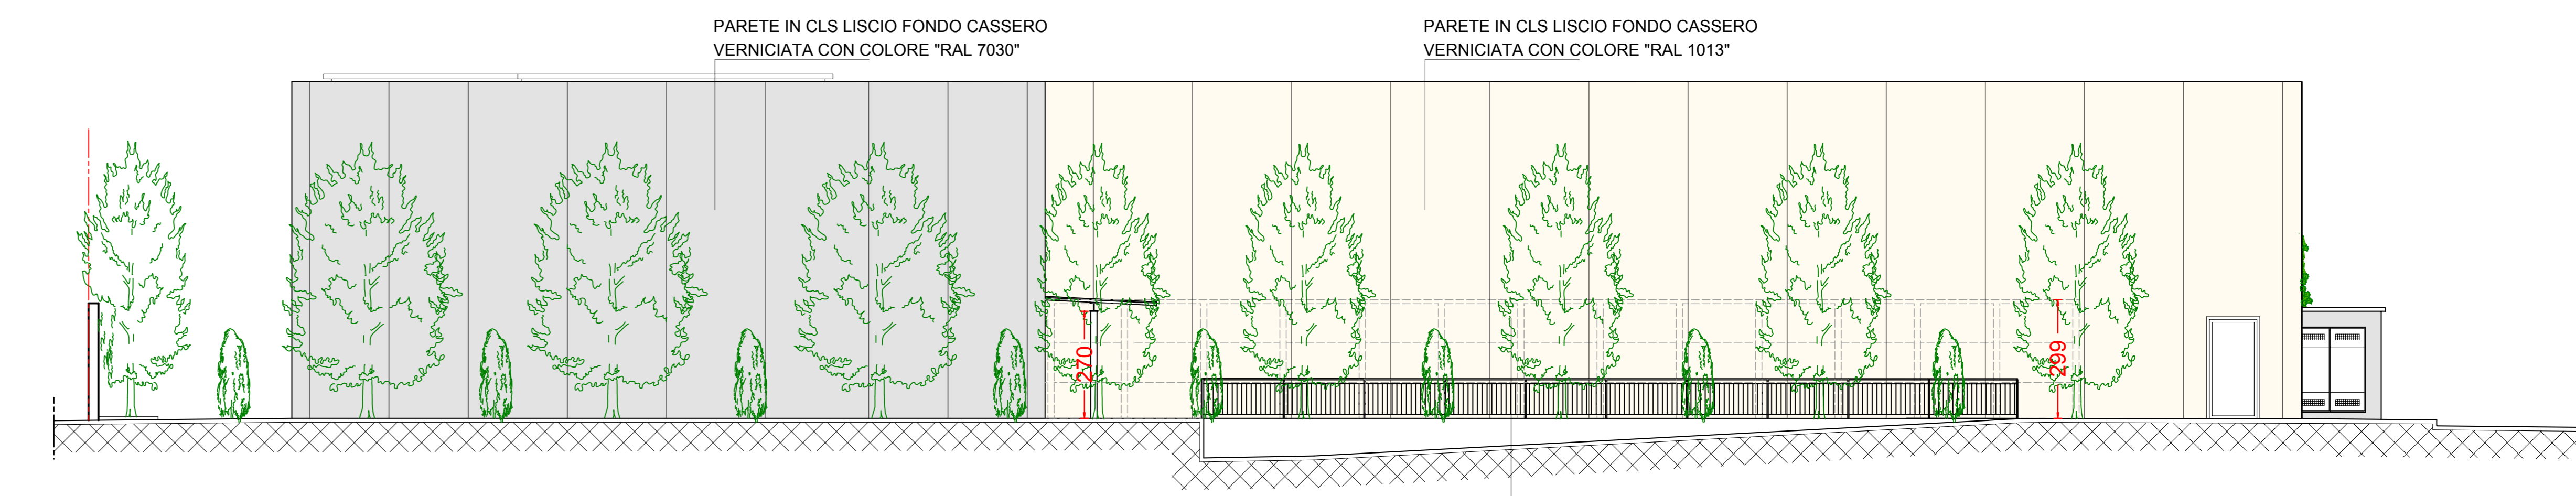 PARETE IN CLS LISCIO FONDO CASSERO
VERNICIATA CON COLORE "RAL 7030"
PARETE IN CLS LISCIO FONDO CASSERO
VERNICIATA CON COLORE "RAL 1013"
270
299